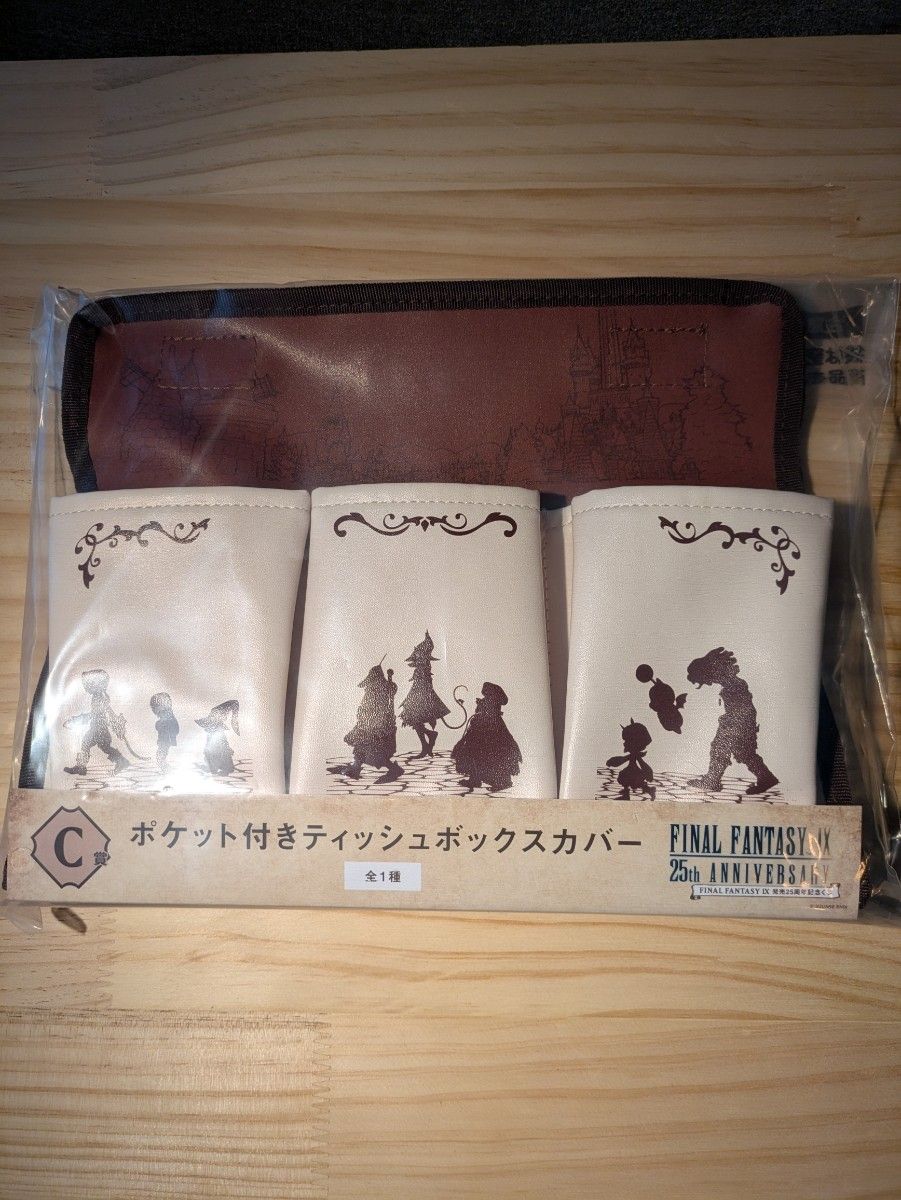 C賞
ポケット付きティッシュボックスカバー
全1種
FINAL FANTASY IX
25th ANNIVERSARY
FINAL FANTASY IX 発売25周年記念くじ